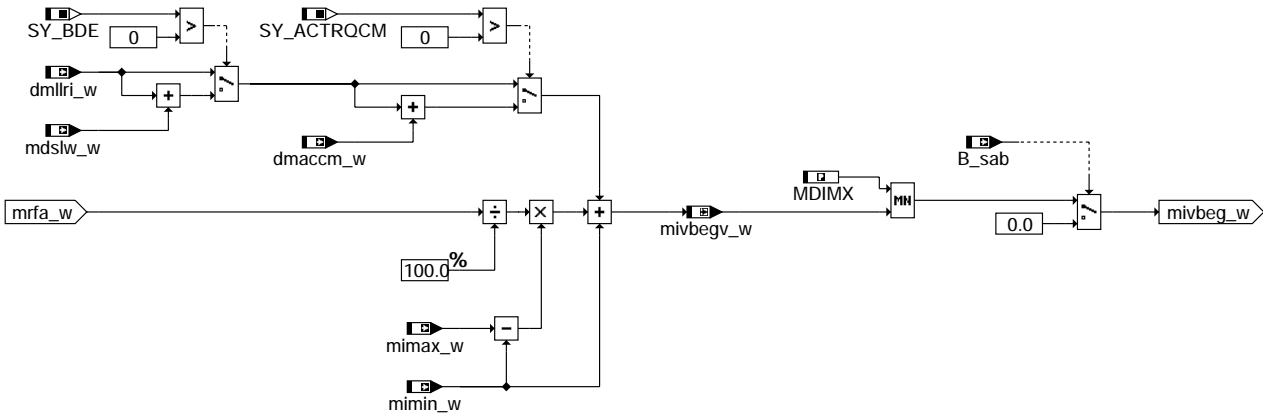 SY_BDE
0
>
SY_ACTRQCM
0
>
dmllri_w
+
mdslw_w
+
dmaccm_w
B_sab
MDIMX
MN
mrfa_w
÷
×
+
mivbegv_w
0.0
mivbeg_w
100.0 %
mimax_w
−
mimin_w